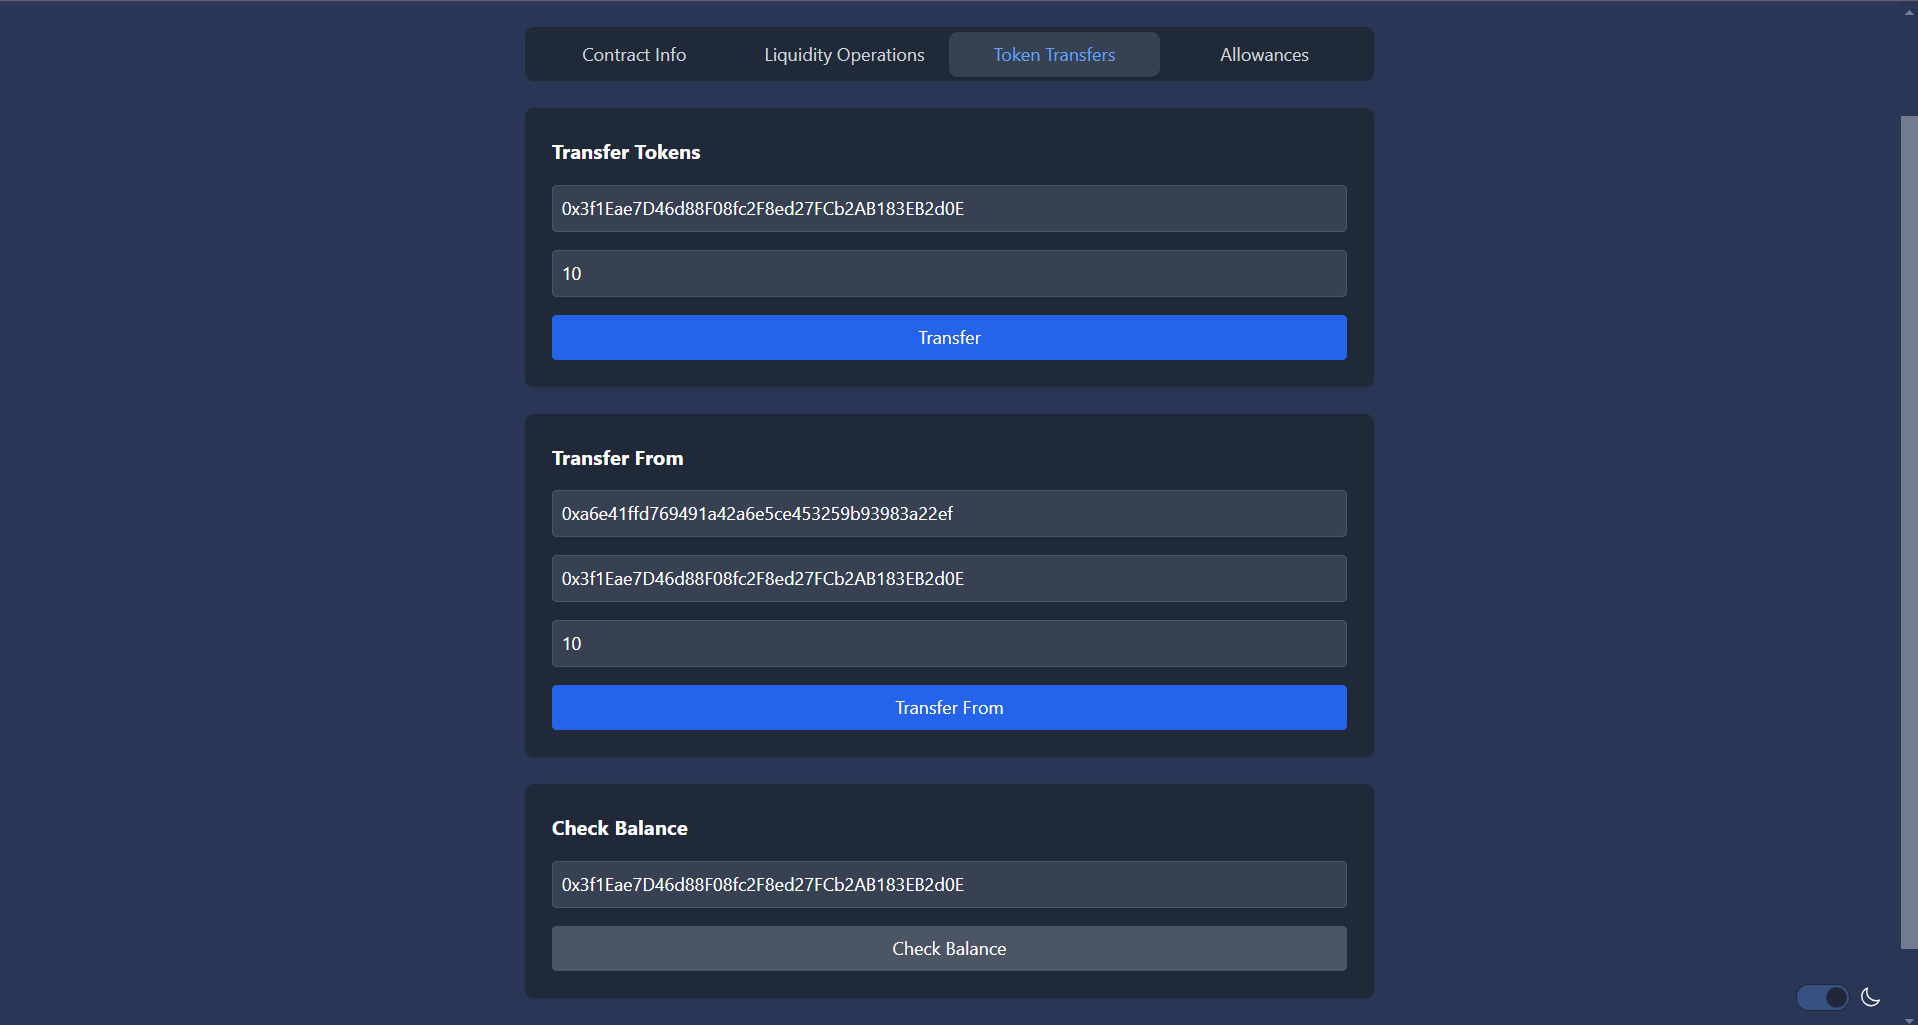 Contract Info
Liquidity Operations
Token Transfers
Allowances
Transfer Tokens
0x3f1Eae7D46d88F08fc2F8ed27FCb2AB183EB2d0E
10
Transfer
Transfer From
0xa6e41ffd769491a42a6e5ce453259b93983a22ef
0x3f1Eae7D46d88F08fc2F8ed27FCb2AB183EB2d0E
10
Transfer From
Check Balance
0x3f1Eae7D46d88F08fc2F8ed27FCb2AB183EB2d0E
Check Balance